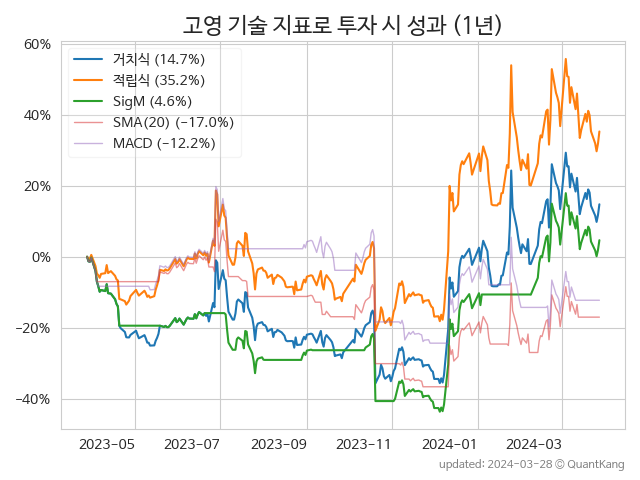 고영 기술 지표로 투자 시 성과 (1년)
60%
40%
20%
0%
−20%
−40%
거치식 (14.7%)
적립식 (35.2%)
SigM (4.6%)
SMA(20) (−17.0%)
MACD (−12.2%)
2023-05 2023-07 2023-09 2023-11 2024-01 2024-03
updated: 2024-03-28 © QuantKang